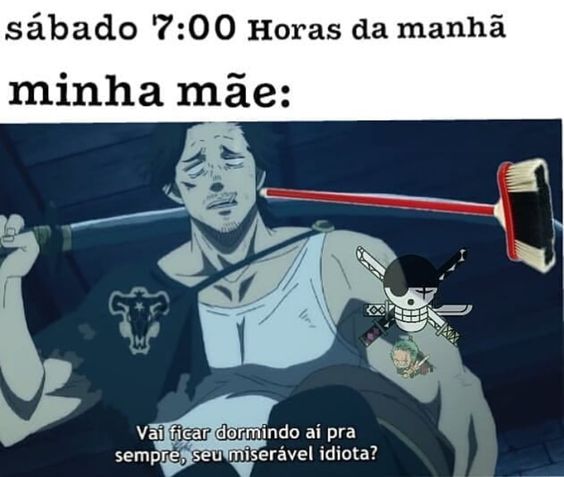 sábado 7:00 Horas da manhã
minha mãe:
Vai ficar dormindo aí pra
sempre, seu miserável idiota?